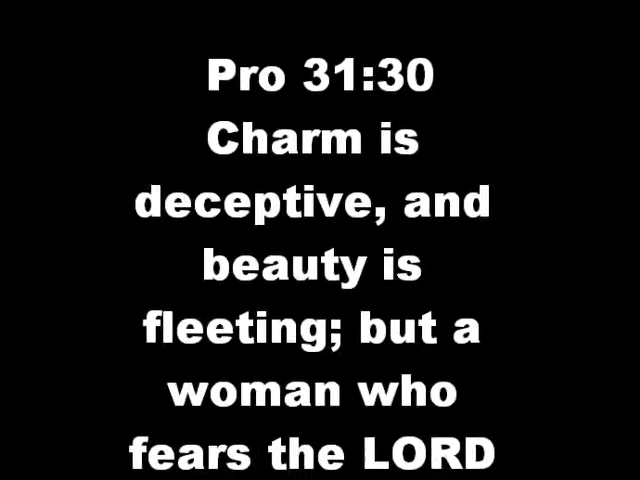 Pro 31:30
Charm is
deceptive, and
beauty is
fleeting; but a
woman who
fears the LORD